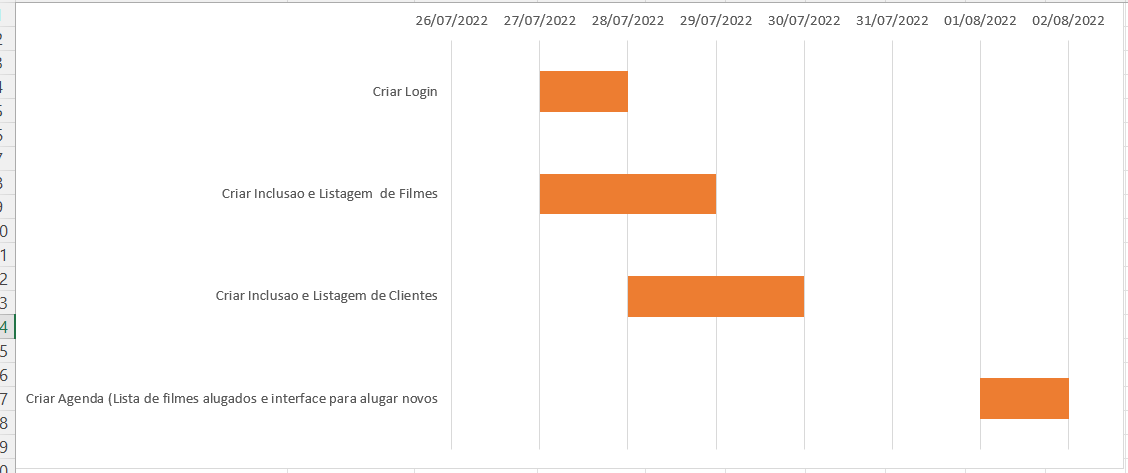 26/07/2022 27/07/2022 28/07/2022 29/07/2022 30/07/2022 31/07/2022 01/08/2022 02/08/2022
Criar Login
Criar Inclusao e Listagem  de Filmes
Criar Inclusao e Listagem de Clientes
Criar Agenda (Lista de filmes alugados e interface para alugar novos